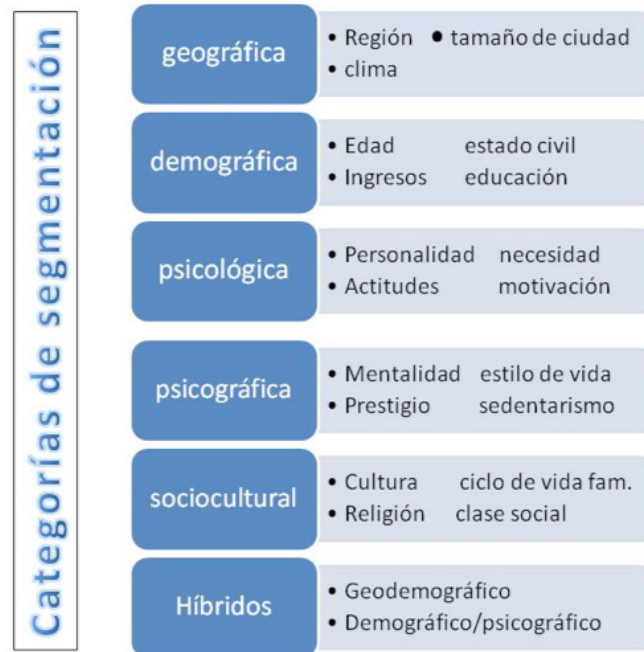 Categorías de segmentación
geográfica
• Región • tamaño de ciudad
• clima
demográfica
• Edad estado civil
• Ingresos educación
psicológica
• Personalidad necesidad
• Actitudes motivación
psicográfica
• Mentalidad estilo de vida
• Prestigio sedentarismo
sociocultural
• Cultura ciclo de vida fam.
• Religión clase social
Híbridos
• Geodemográfico
• Demográfico/psicográfico